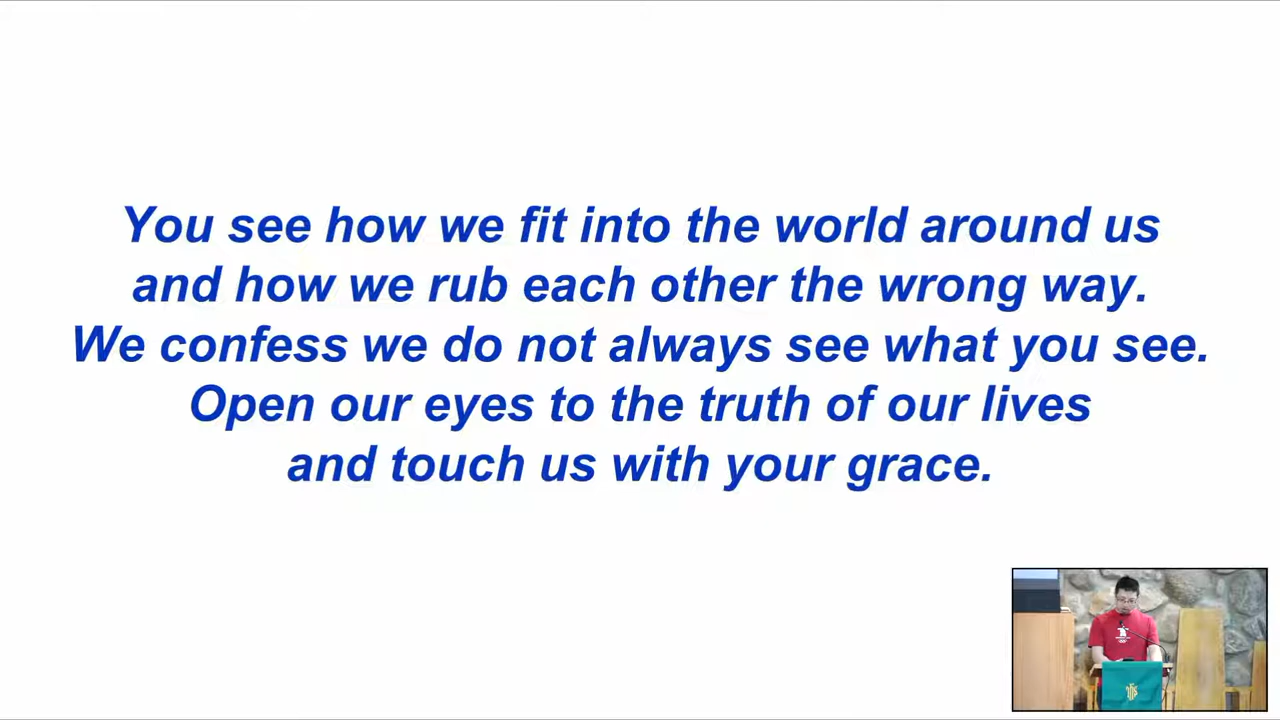 You see how we fit into the world around us
and how we rub each other the wrong way.
We confess we do not always see what you see.
Open our eyes to the truth of our lives
and touch us with your grace.